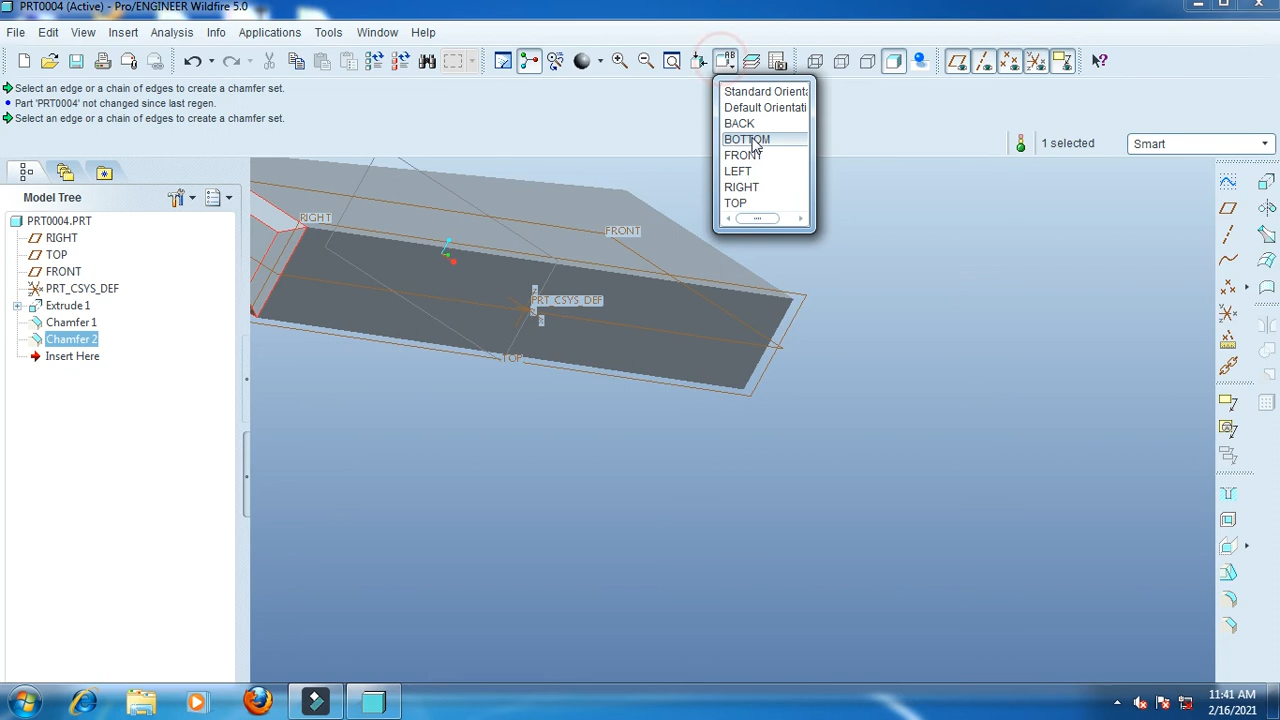 PRT0004 (Active) - Pro/ENGINEER Wildfire 5.0
File Edit View Insert Analysis Info Applications Tools Window Help
Select an edge or a chain of edges to create a chamfer set.
Part 'PRT0004' not changed since last regen.
Select an edge or a chain of edges to create a chamfer set.
1 selected
Smart
Standard Orienta
Default Orientati
BACK
BOTTOM
FRONT
LEFT
RIGHT
TOP
Model Tree
PRT0004.PRT
RIGHT
TOP
FRONT
PRT_CSYS_DEF
Extrude 1
Chamfer 1
Chamfer 2
Insert Here
RIGHT
FRONT
PRT_CSYS_DEF
TOP
11:41 AM
2/16/2021